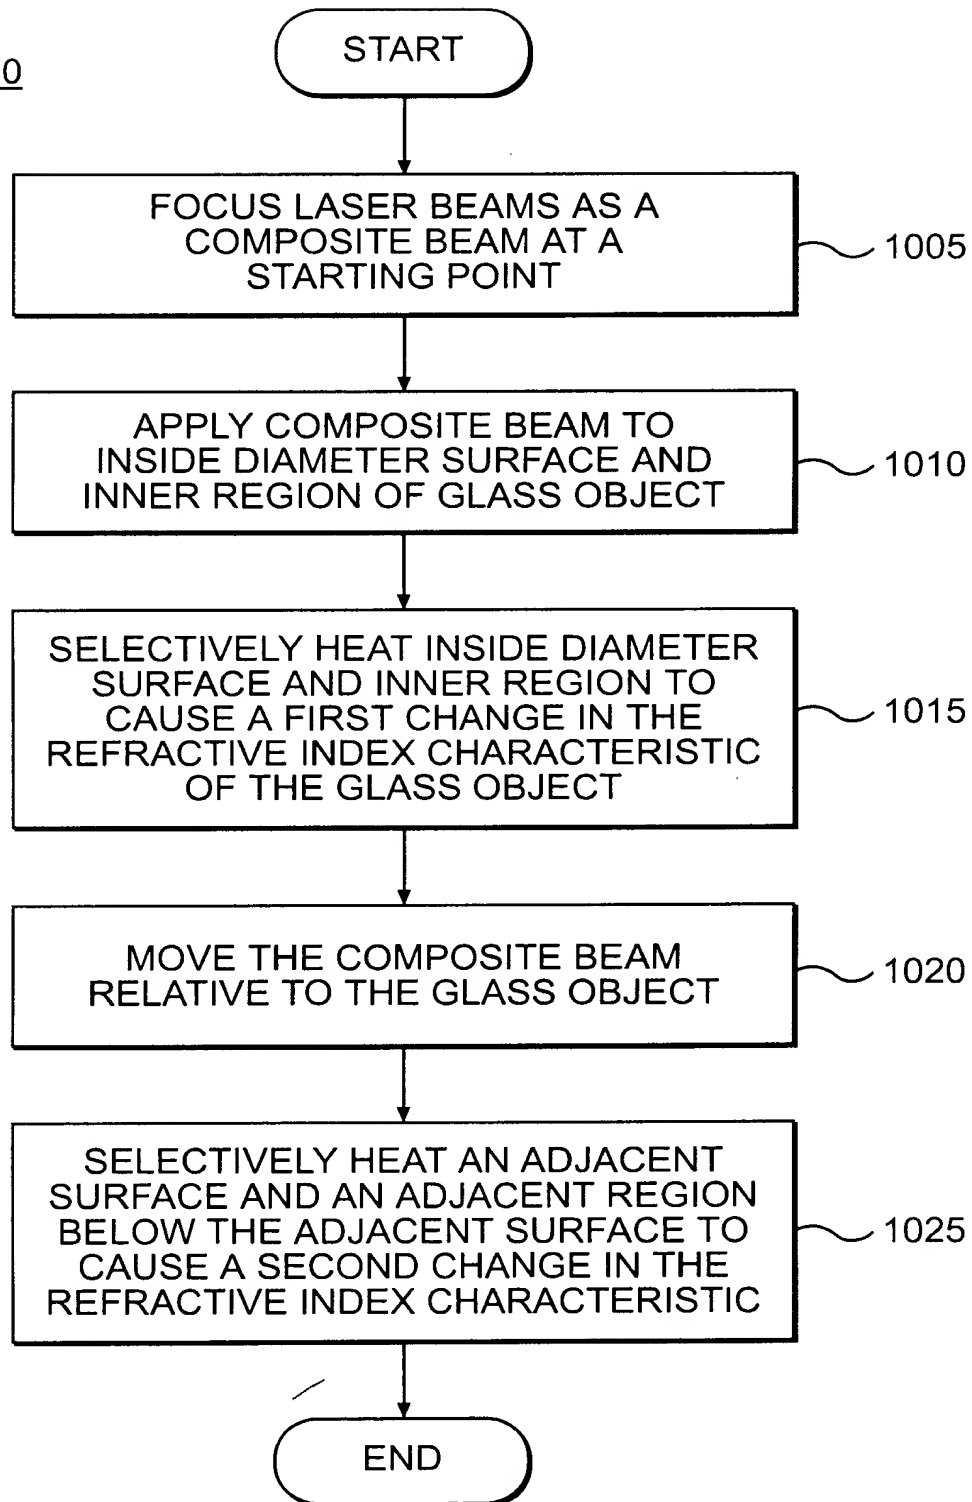 START
0
FOCUS LASER BEAMS AS A
COMPOSITE BEAM AT A
STARTING POINT
1005
APPLY COMPOSITE BEAM TO
INSIDE DIAMETER SURFACE AND
INNER REGION OF GLASS OBJECT
1010
SELECTIVELY HEAT INSIDE DIAMETER
SURFACE AND INNER REGION TO
CAUSE A FIRST CHANGE IN THE
REFRACTIVE INDEX CHARACTERISTIC
OF THE GLASS OBJECT
1015
MOVE THE COMPOSITE BEAM
RELATIVE TO THE GLASS OBJECT
1020
SELECTIVELY HEAT AN ADJACENT
SURFACE AND AN ADJACENT REGION
BELOW THE ADJACENT SURFACE TO
CAUSE A SECOND CHANGE IN THE
REFRACTIVE INDEX CHARACTERISTIC
1025
END